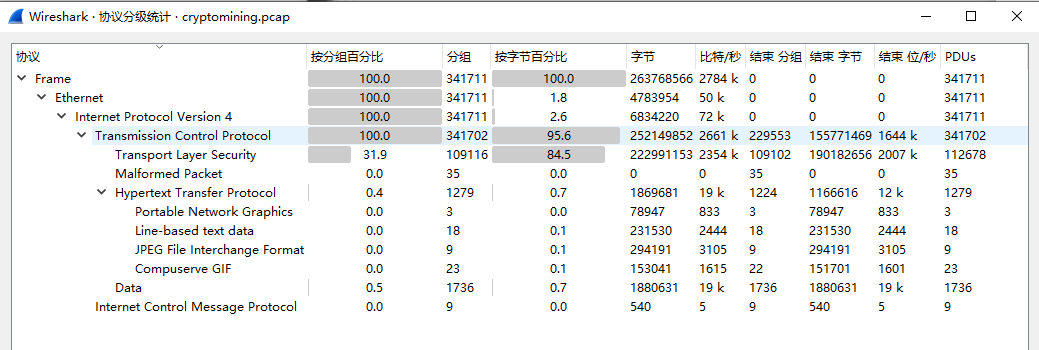 Wireshark · 协议分级统计 · cryptomining.pcap
协议 按分组百分比 分组 按字节百分比 字节 比特/秒 结束 分组 结束 字节 结束 位/秒 PDUs
Frame 100.0 341711 100.0 263768566 2784 k 0 0 0 341711
Ethernet 100.0 341711 1.8 4783954 50 k 0 0 0 341711
Internet Protocol Version 4 100.0 341711 2.6 6834220 72 k 0 0 0 341711
Transmission Control Protocol 100.0 341702 95.6 252149852 2661 k 229553 155771469 1644 k 341702
Transport Layer Security 31.9 109116 84.5 222991153 2354 k 109102 190182656 2007 k 112678
Malformed Packet 0.0 35 0.0 0 0 35 0 0 35
Hypertext Transfer Protocol 0.4 1279 0.7 1869681 19 k 1224 1166616 12 k 1279
Portable Network Graphics 0.0 3 0.0 78947 833 3 78947 833 3
Line-based text data 0.0 18 0.1 231530 2444 18 231530 2444 18
JPEG File Interchange Format 0.0 9 0.1 294191 3105 9 294191 3105 9
Compuserve GIF 0.0 23 0.1 153041 1615 22 151701 1601 23
Data 0.5 1736 0.7 1880631 19 k 1736 1880631 19 k 1736
Internet Control Message Protocol 0.0 9 0.0 540 5 9 540 5 9